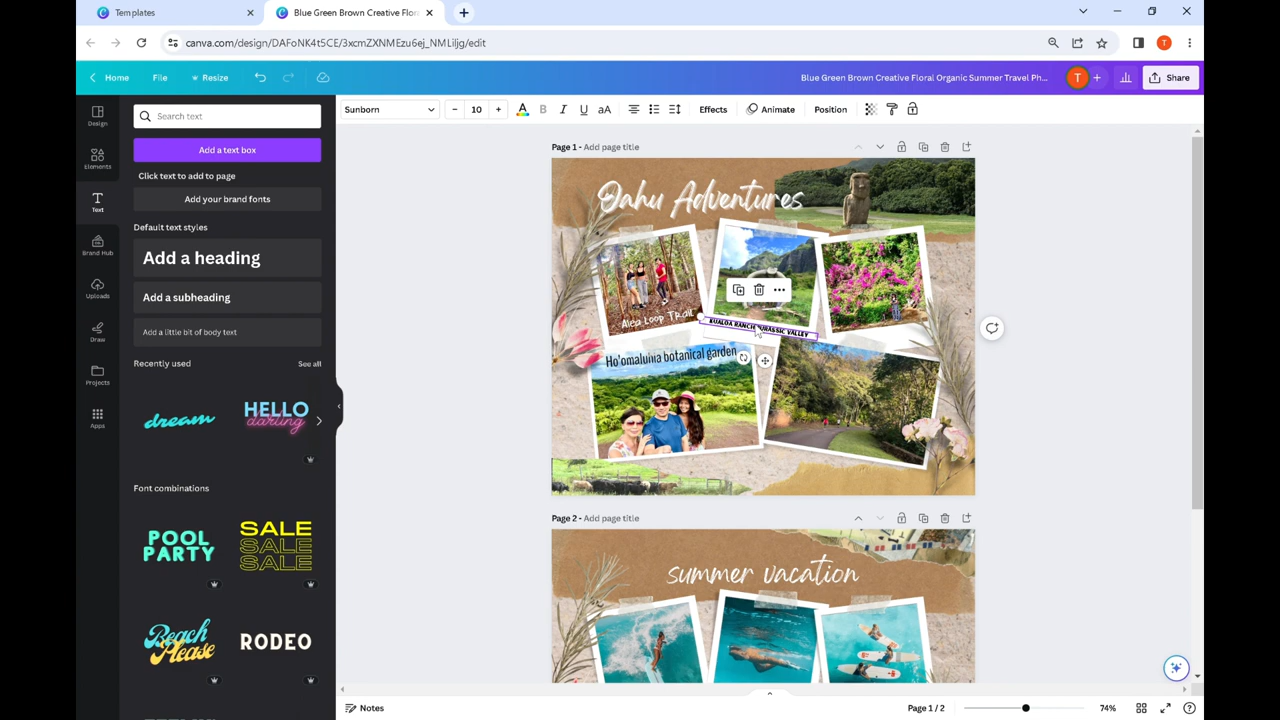 Templates
Blue Green Brown Creative Flor
canva.com/design/DAFoNK4t5CE/3xcmZXNMEzu6ej_NMLiljg/edit
T
Home
File
Resize
Blue Green Brown Creative Floral Organic Summer Travel Ph...
T
Share
Sunborn
10
A
B
I
U
aA
Effects
Animate
Position
Design
Elements
Text
Brand Hub
Uploads
Draw
Projects
Apps
Search text
Add a text box
Click text to add to page
Add your brand fonts
Default text styles
Add a heading
Add a subheading
Add a little bit of body text
Recently used
See all
dream
HELLO
darling
Font combinations
POOL
PARTY
SALE
SALE
SALE
Beach
Please
RODEO
Page 1 - Add page title
Oahu Adventures
Aiea Loop Trail
KUALOA RANCH JURASSIC VALLEY
Ho'omaluhia botanical garden
Page 2 - Add page title
summer vacation
Notes
Page 1 / 2
74%